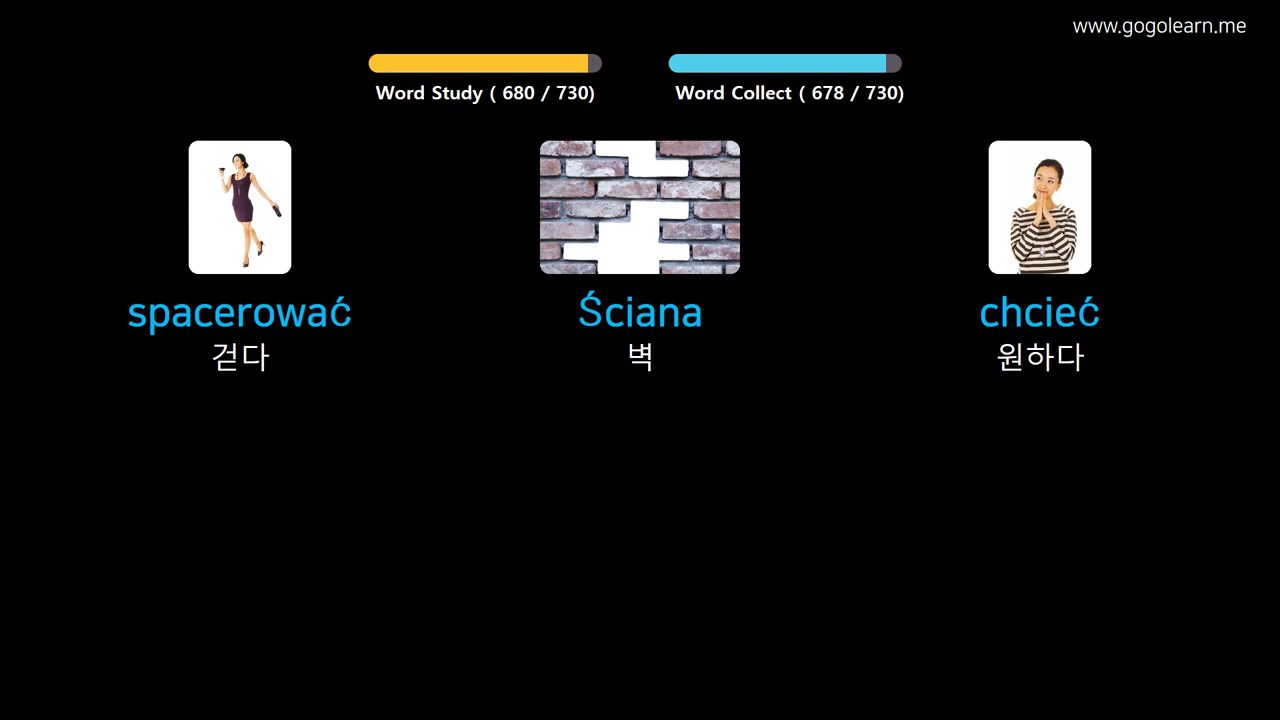 www.gogolearn.me
Word Study ( 680 / 730)
Word Collect ( 678 / 730)
spacerować
걷다
Ściana
벽
chcieć
원하다